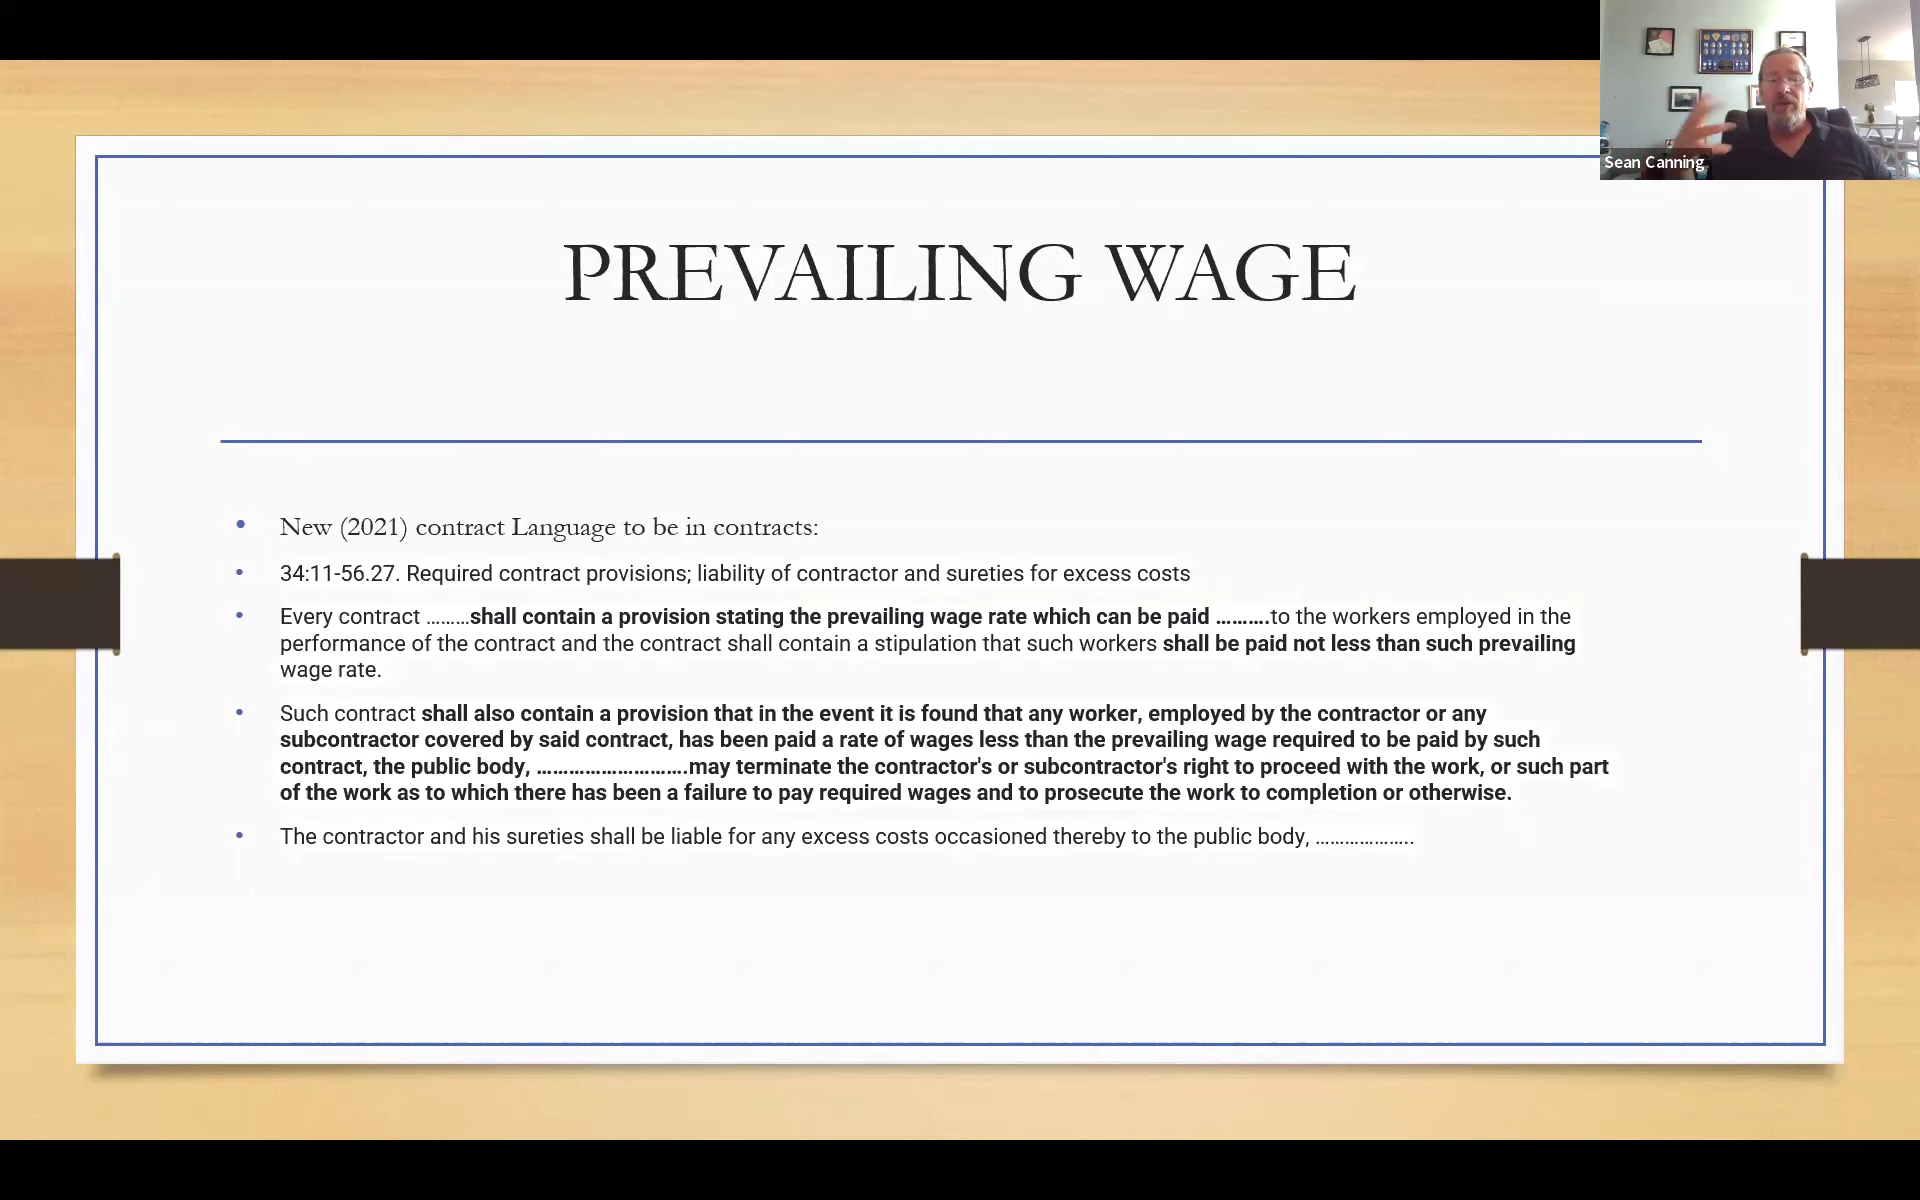 Sean Canning
PREVAILING WAGE
• New (2021) contract Language to be in contracts:
• 34:11-56.27. Required contract provisions; liability of contractor and sureties for excess costs
• Every contract ………shall contain a provision stating the prevailing wage rate which can be paid ……….to the workers employed in the
performance of the contract and the contract shall contain a stipulation that such workers shall be paid not less than such prevailing
wage rate.
• Such contract shall also contain a provision that in the event it is found that any worker, employed by the contractor or any
subcontractor covered by said contract, has been paid a rate of wages less than the prevailing wage required to be paid by such
contract, the public body, ……………………….may terminate the contractor's or subcontractor's right to proceed with the work, or such part
of the work as to which there has been a failure to pay required wages and to prosecute the work to completion or otherwise.
• The contractor and his sureties shall be liable for any excess costs occasioned thereby to the public body, ………………..